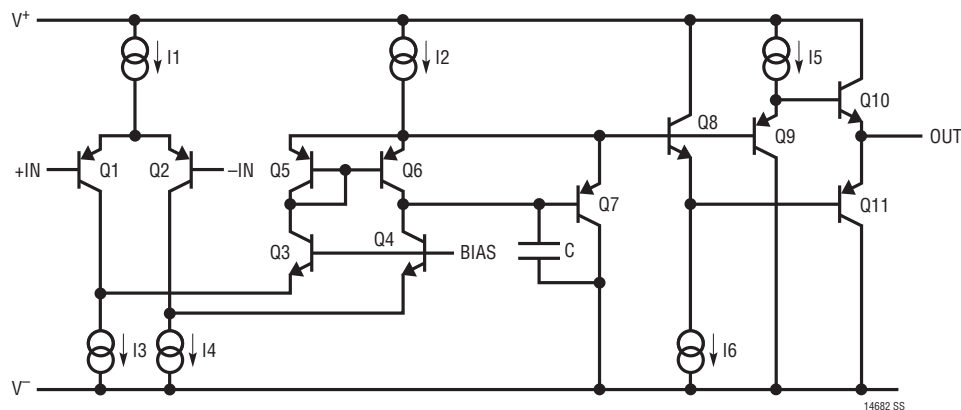 V+
I1
I2
I5
Q10
Q8
Q9
OUT
+IN
Q1
Q2
–IN
Q5
Q6
Q7
Q11
Q3
Q4
BIAS
C
I3
I4
I6
V–
14682 SS